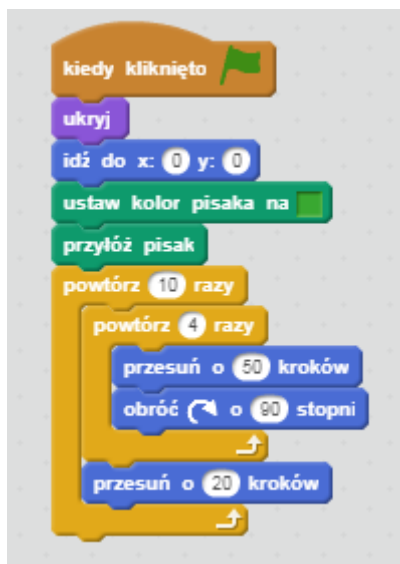 kiedy kliknięto
ukryj
idź do x: 0 y: 0
ustaw kolor pisaka na
przyłóż pisak
powtórz 10 razy
powtórz 4 razy
przesuń o 50 kroków
obróć o 90 stopni
przesuń o 20 kroków